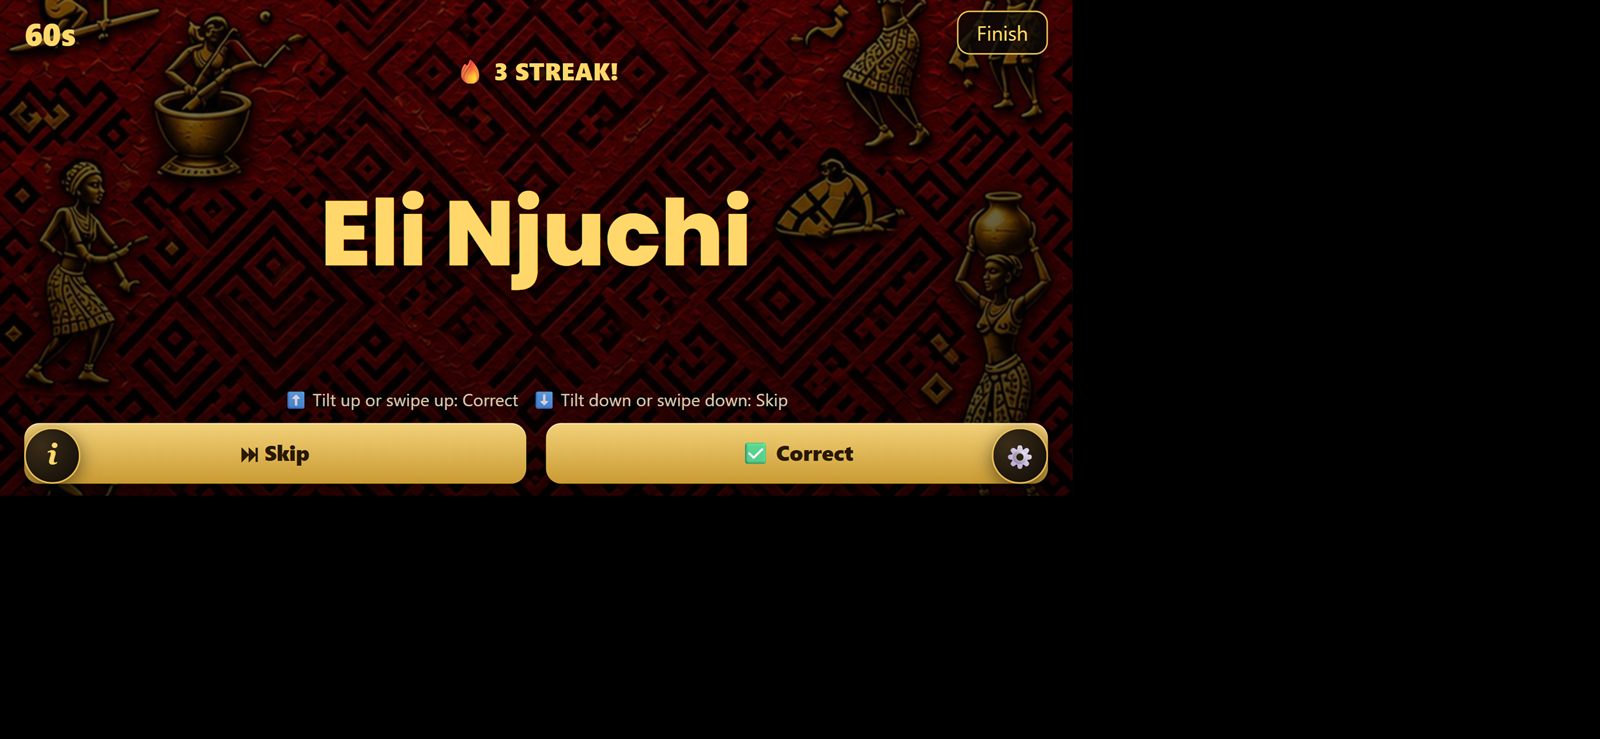 60s
Finish
🔥 3 STREAK!
Eli Njuchi
⬆️ Tilt up or swipe up: Correct ⬇️ Tilt down or swipe down: Skip
i
⏭ Skip
✅ Correct